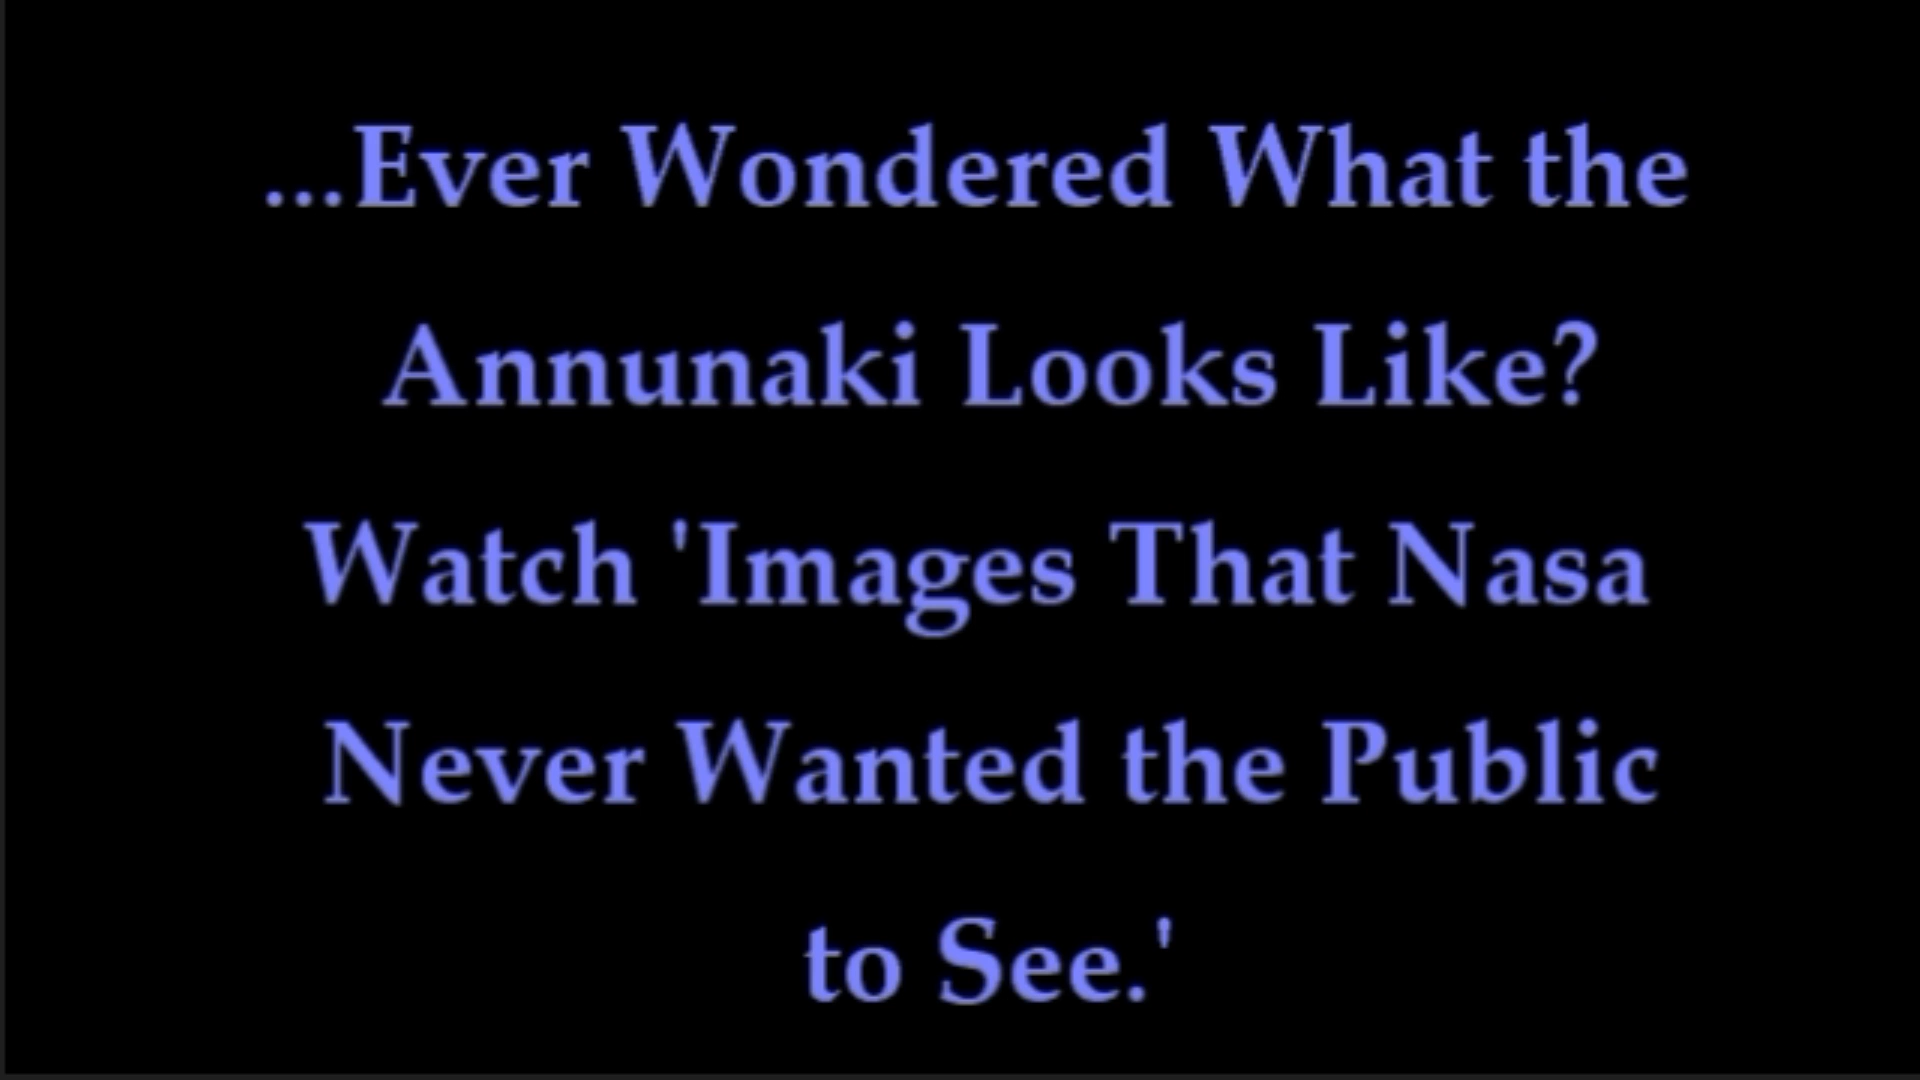 ...Ever Wondered What the
Annunaki Looks Like?
Watch 'Images That Nasa
Never Wanted the Public
to See.'